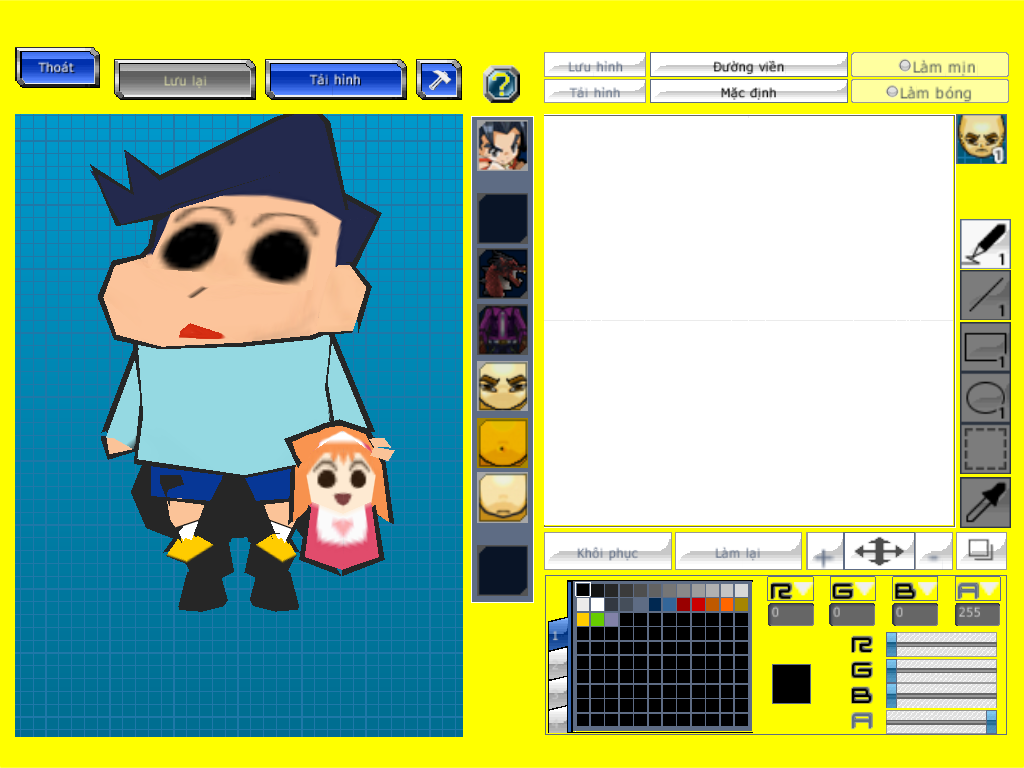 Thoát
Lưu lại
Tải hình
?
Lưu hình
Đường viền
Làm mịn
Tải hình
Mặc định
Làm bóng
1
1
1
1
1
Khôi phục
Làm lại
+
-
R G B A
0 0 0 255
1
R
G
B
A